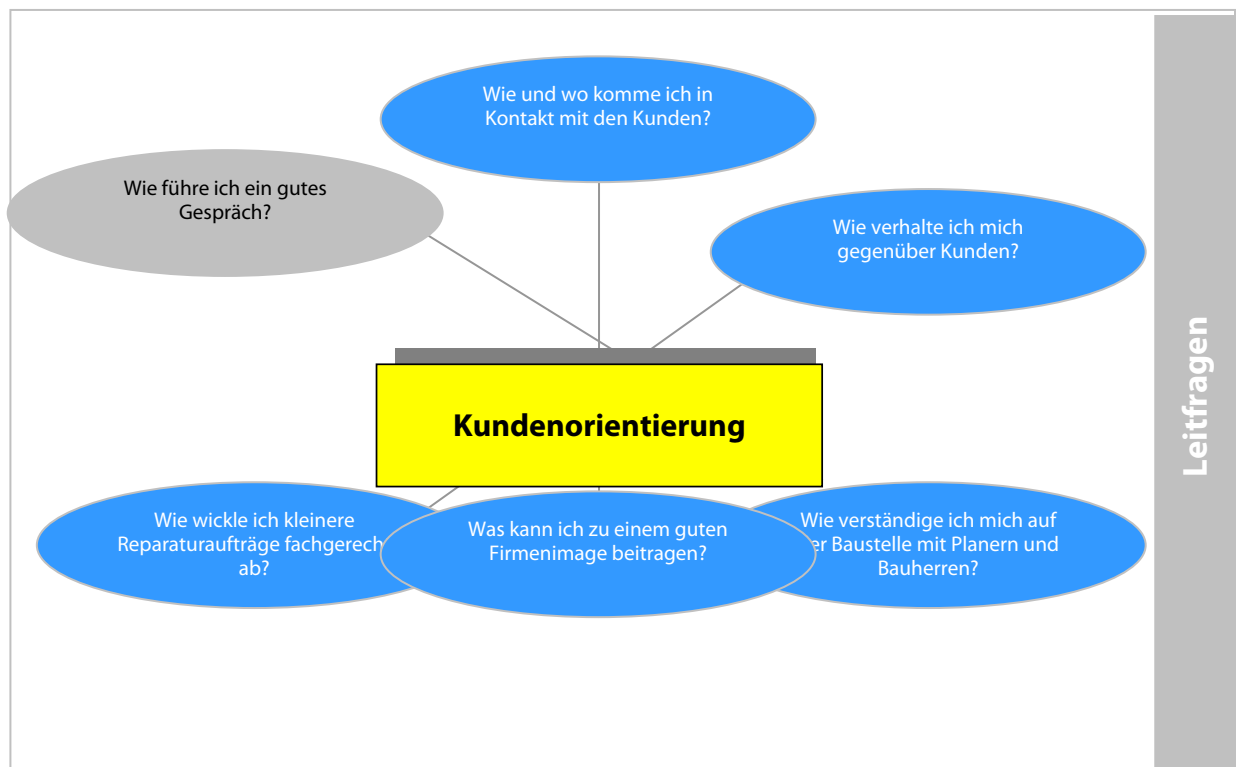 Wie und wo komme ich in
Kontakt mit den Kunden?
Wie führe ich ein gutes
Gespräch?
Wie verhalte ich mich
gegenüber Kunden?
Kundenorientierung
Wie wickle ich kleinere
Reparaturaufträge fachgerech
ab?
Was kann ich zu einem guten
Firmenimage beitragen?
Wie verständige ich mich auf
er Baustelle mit Planern und
Bauherren?
Leitfragen